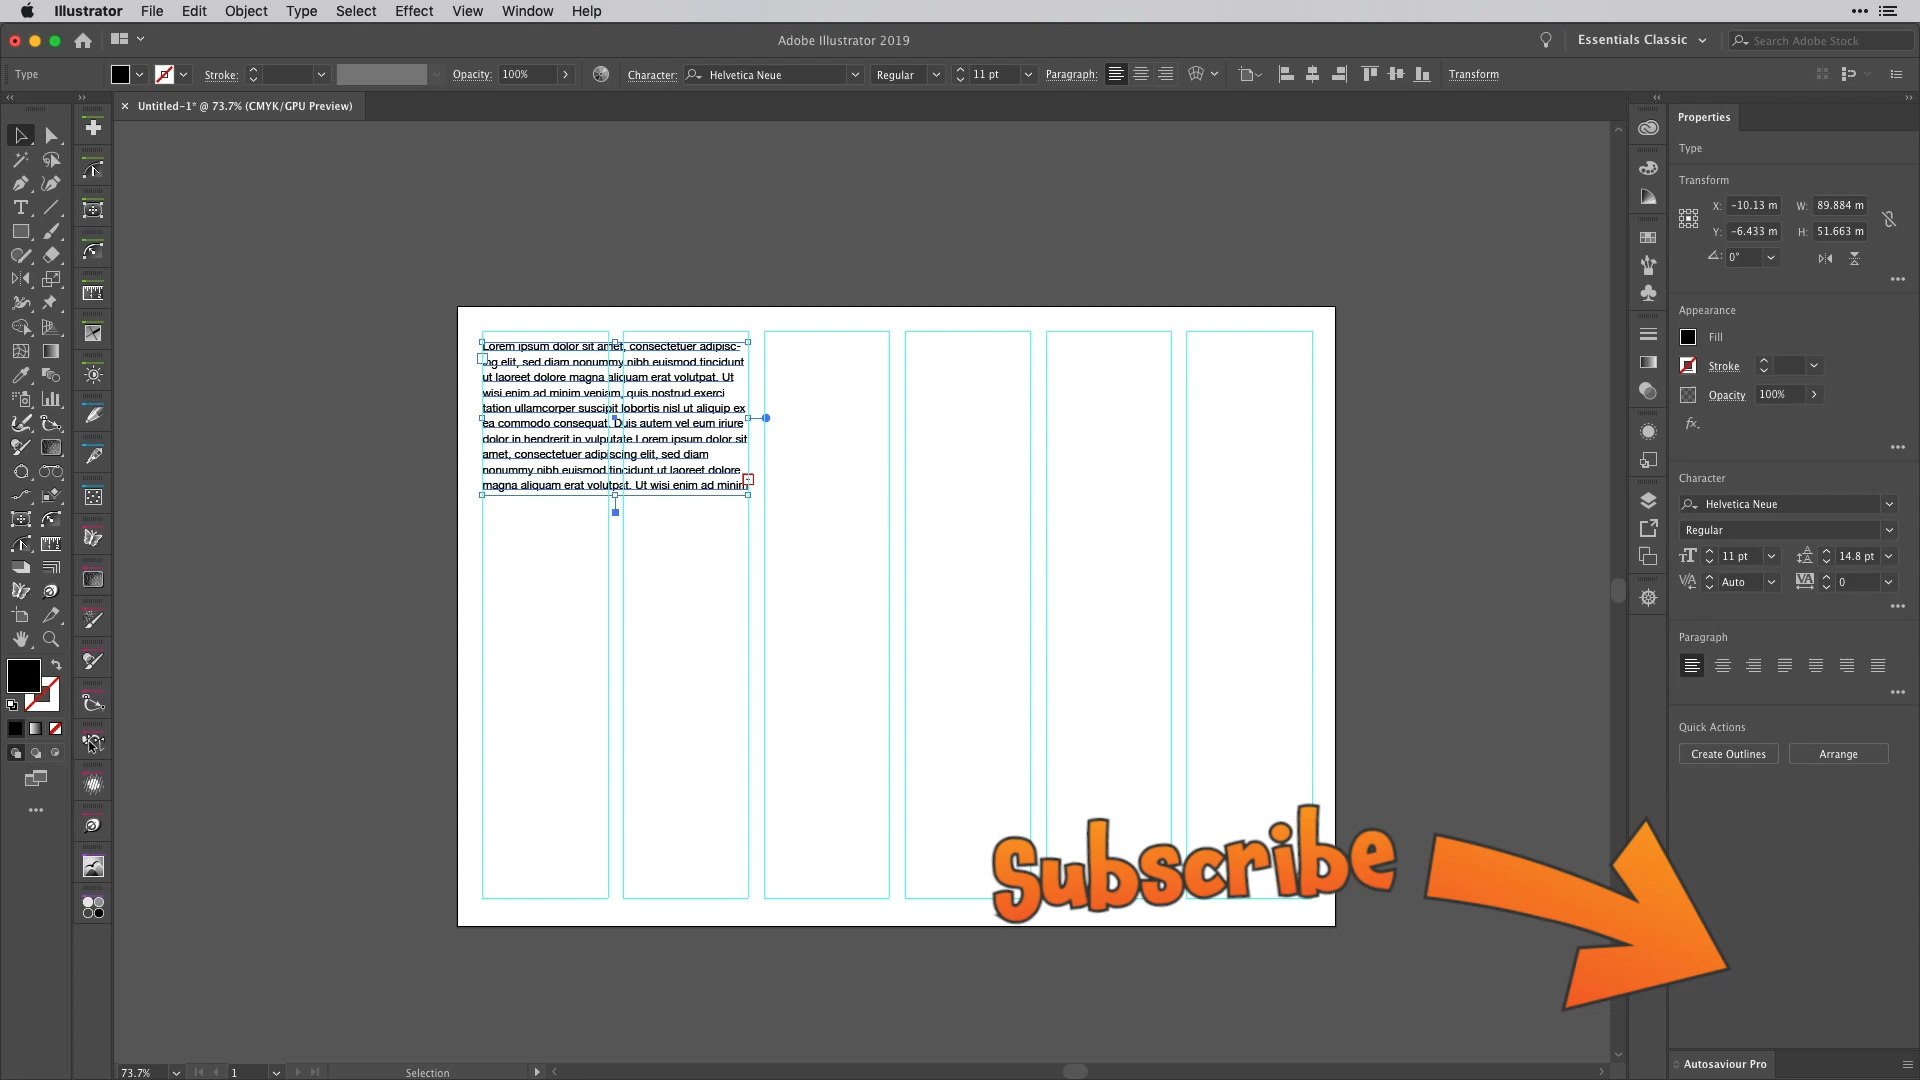 Illustrator File Edit Object Type Select Effect View Window Help
Adobe Illustrator 2019
Essentials Classic
Search Adobe Stock
Type
Stroke:
Opacity: 100%
Character: Helvetica Neue
Regular
11 pt
Paragraph:
Transform
Untitled-1* @ 73.7% (CMYK/GPU Preview)
Lorem ipsum dolor sit amet, consectetuer adipisc-
ing elit, sed diam nonummy nibh euismod tincidunt
ut laoreet dolore magna aliquam erat volutpat. Ut
wisi enim ad minim veniam, quis nostrud exerci
tation ullamcorper suscipit lobortis nisl ut aliquip ex
ea commodo consequat. Duis autem vel eum iriure
dolor in hendrerit in vulputate Lorem ipsum dolor sit
amet, consectetuer adipiscing elit, sed diam
nonummy nibh euismod tincidunt ut laoreet dolore
magna aliquam erat volutpat. Ut wisi enim ad minim
Subscribe
Properties
Type
Transform
X: -10.13 m W: 89.884 m
Y: -6.433 m H: 51.663 m
0°
Appearance
Fill
Stroke
Opacity 100%
fx.
Character
Helvetica Neue
Regular
11 pt 14.8 pt
Auto 0
Paragraph
Quick Actions
Create Outlines Arrange
Autosaviour Pro
73.7% 1 Selection